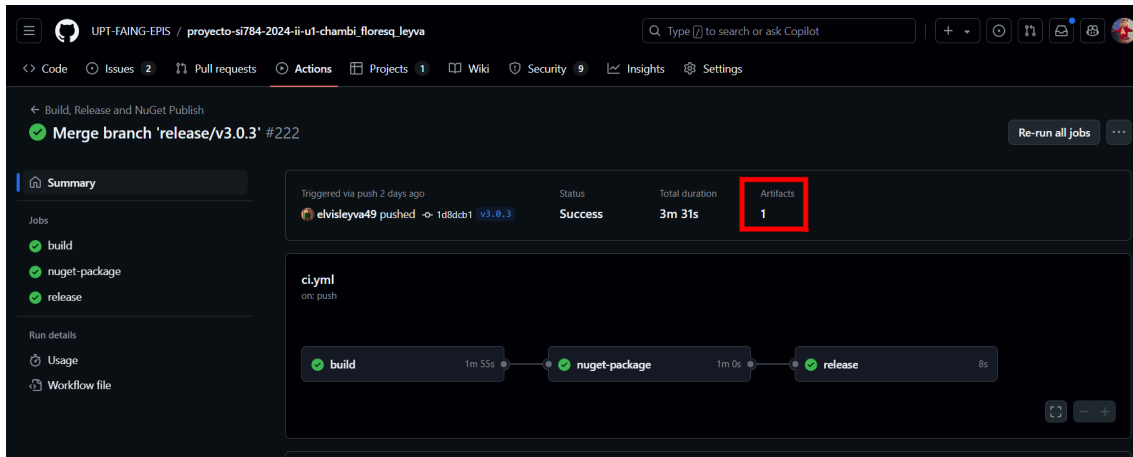 UPT-FAING-EPIS / proyecto-si784-2024-ii-u1-chambi_floresq_leyva
Type / to search or ask Copilot
<> Code Issues 2 Pull requests Actions Projects 1 Wiki Security 9 Insights Settings
← Build, Release and NuGet Publish
Merge branch 'release/v3.0.3' #222
Re-run all jobs
Summary
Jobs
build
nuget-package
release
Run details
Usage
Workflow file
Triggered via push 2 days ago
elvisleyva49 pushed 1d8dcb1 v3.0.3
Status
Success
Total duration
3m 31s
Artifacts
1
ci.yml
on: push
build 1m 55s
nuget-package 1m 0s
release 8s